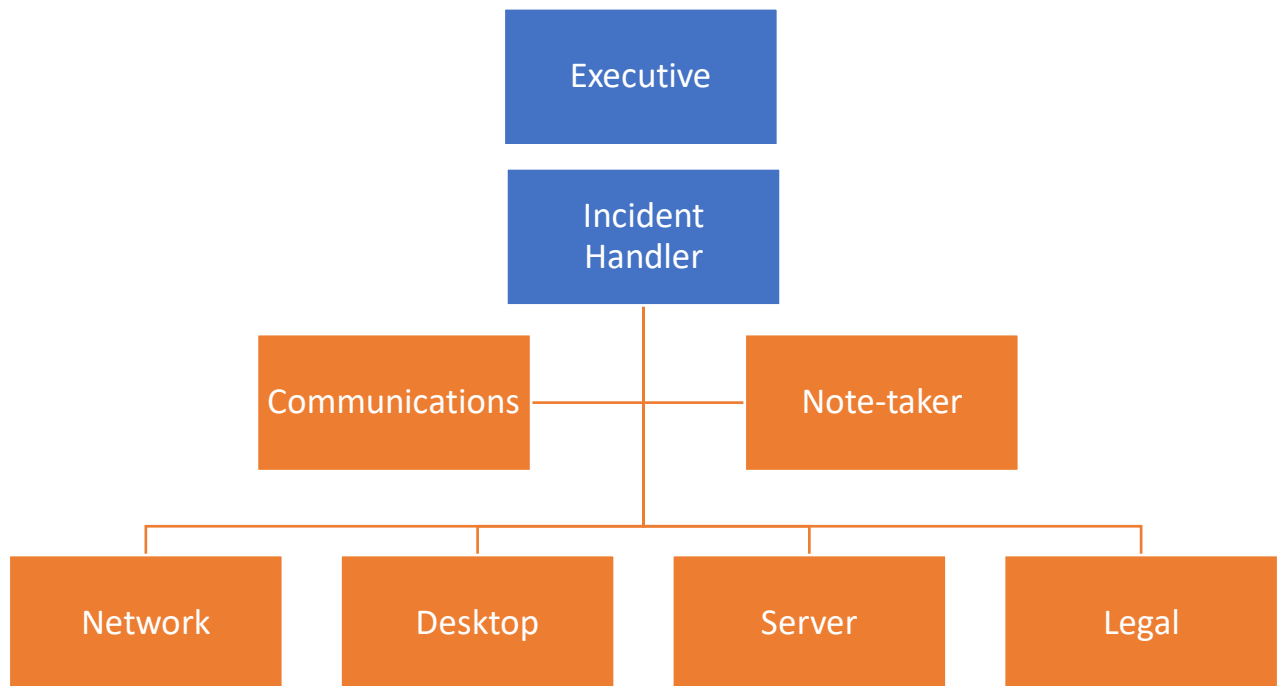 Executive
Incident
Handler
Communications
Note-taker
Network
Desktop
Server
Legal